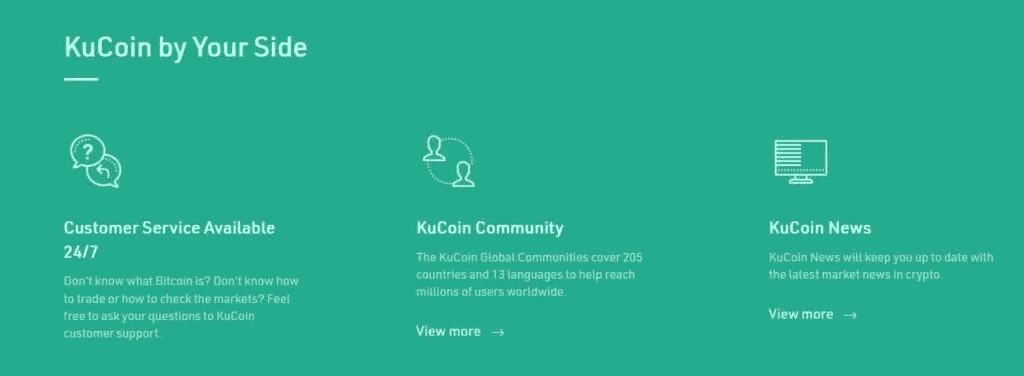 KuCoin by Your Side
?
Customer Service Available
24/7
Don't know what Bitcoin is? Don't know how
to trade or how to check the markets? Feel
free to ask your questions to KuCoin
customer support.
KuCoin Community
The KuCoin Global Communities cover 205
countries and 13 languages to help reach
millions of users worldwide.
View more →
KuCoin News
KuCoin News will keep you up to date with
the latest market news in crypto.
View more →